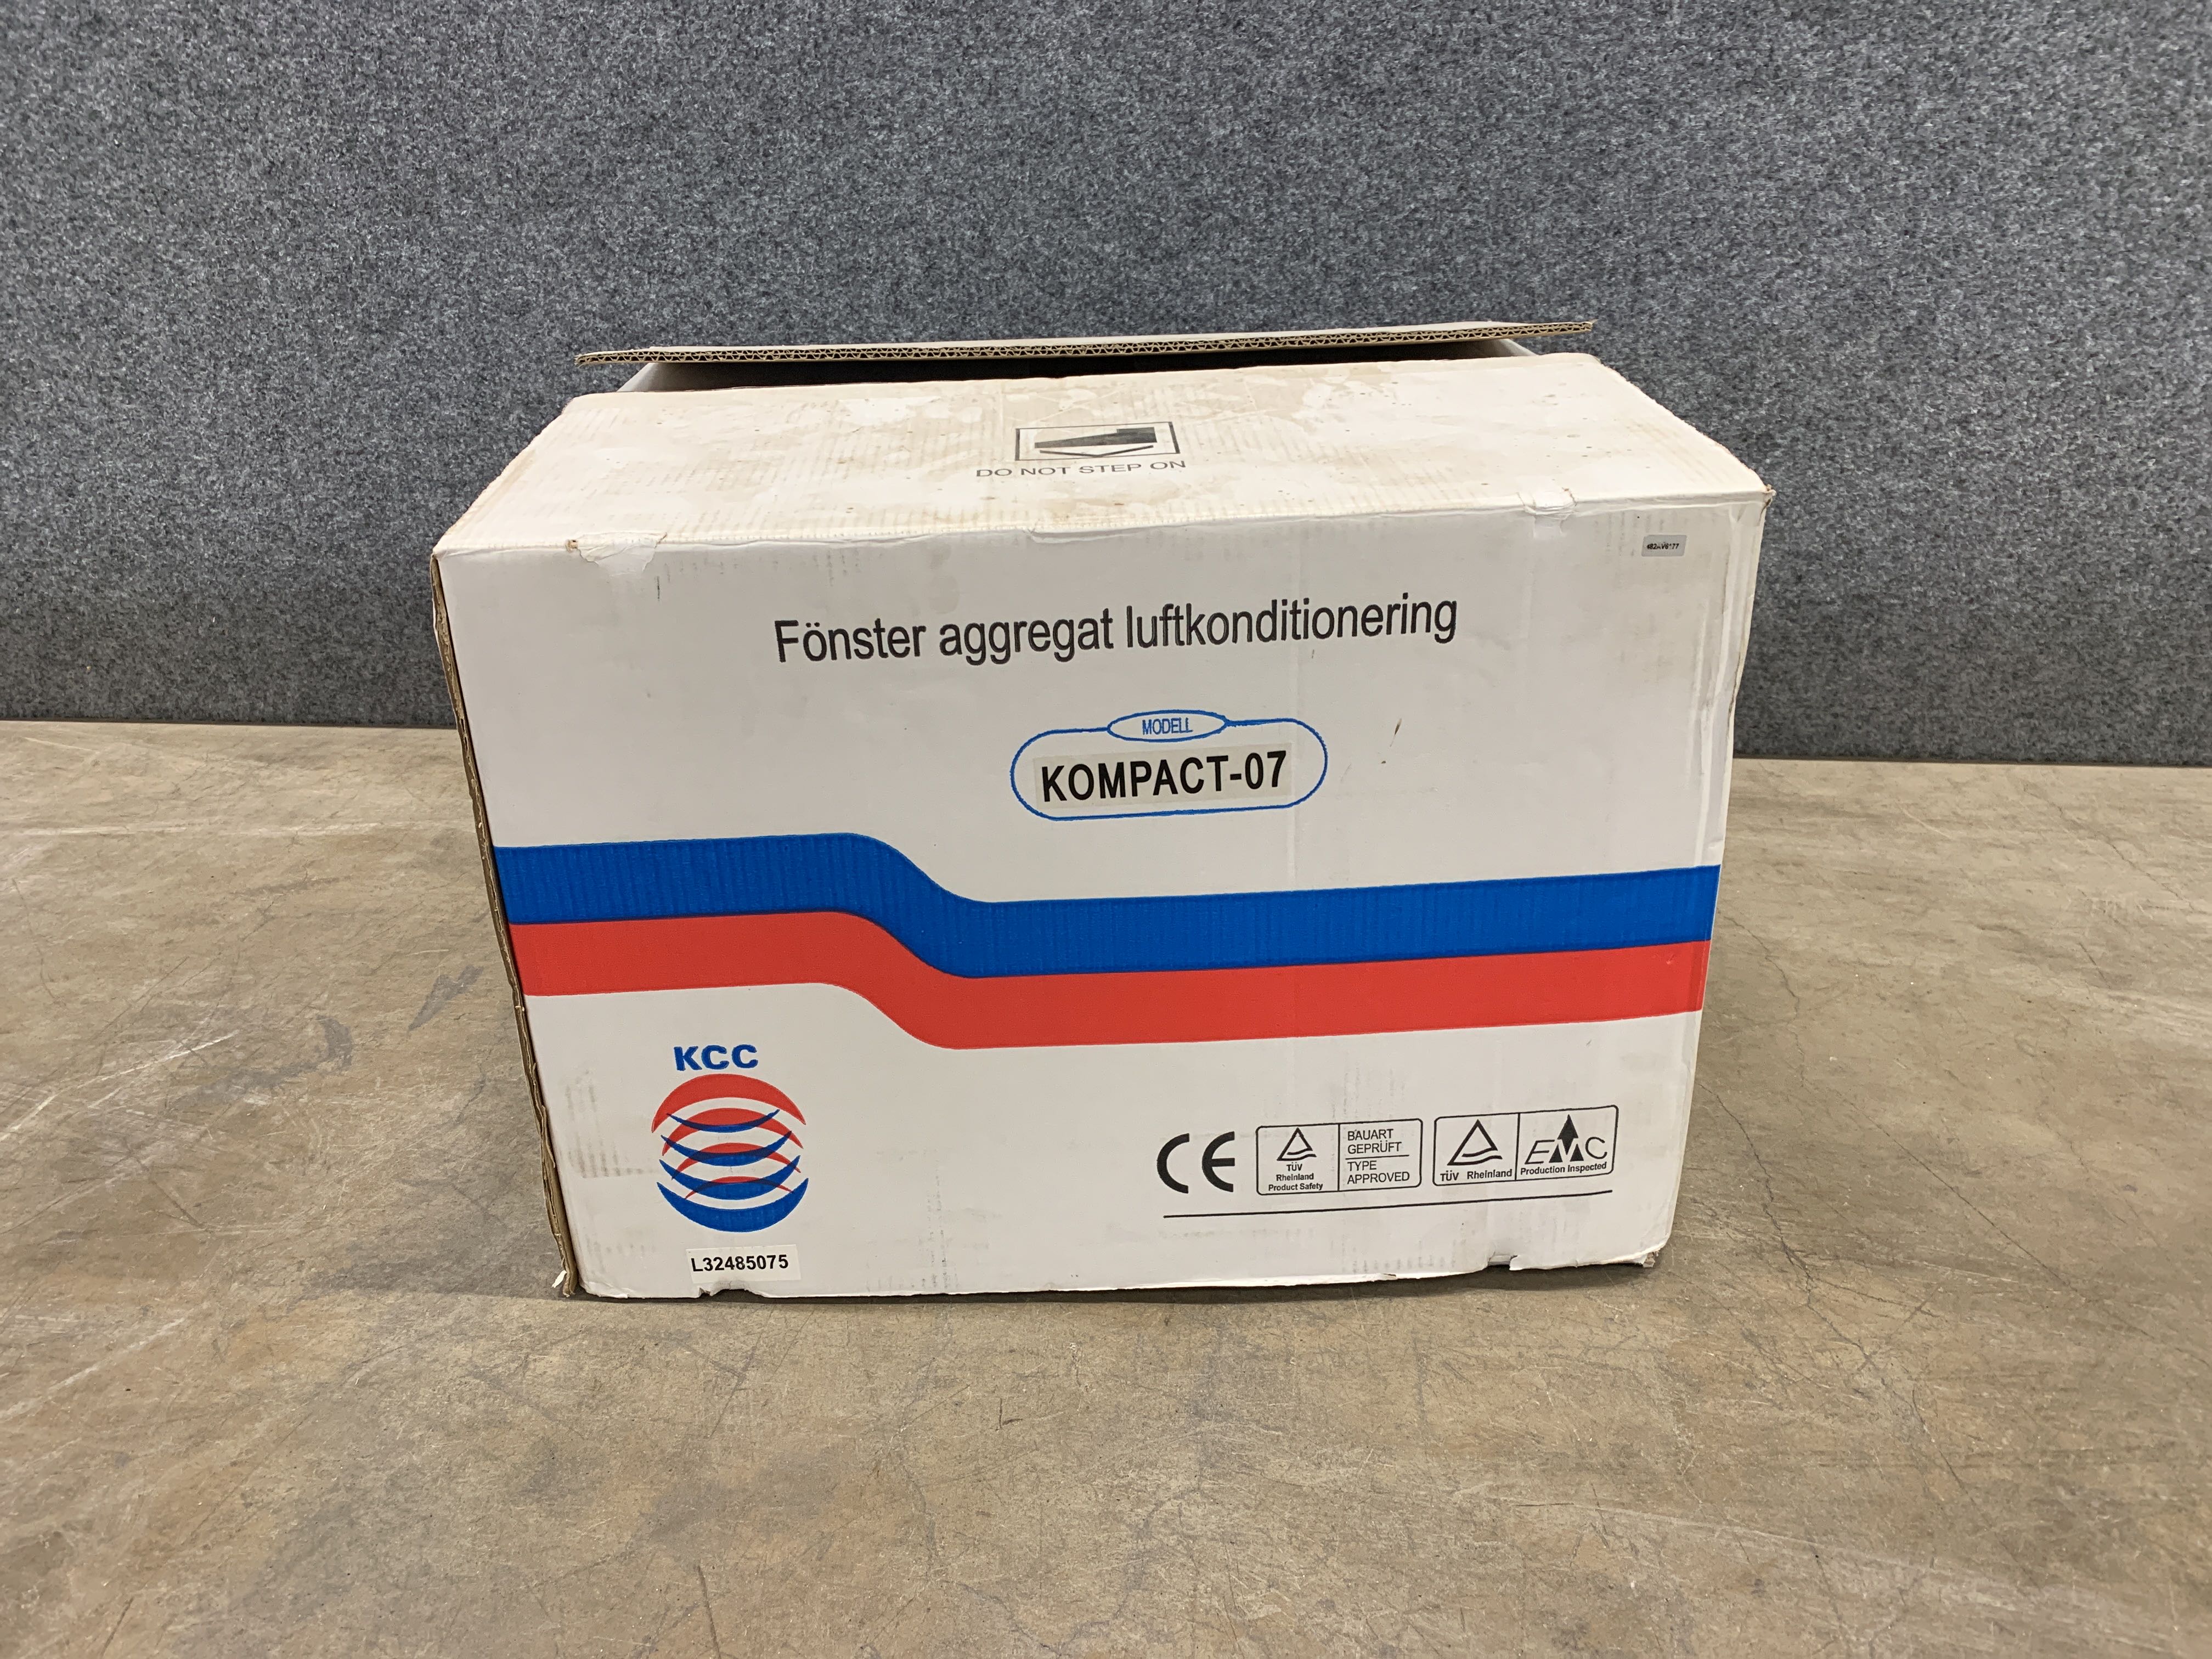 DO NOT STEP ON
Fönster aggregat luftkonditionering
MODELL
KOMPACT-07
KCC
L32485075
CE
TÜV
Rheinland
Product Safety
BAUART
GEPRÜFT
TYPE
APPROVED
TÜV Rheinland
EMC
Production Inspected